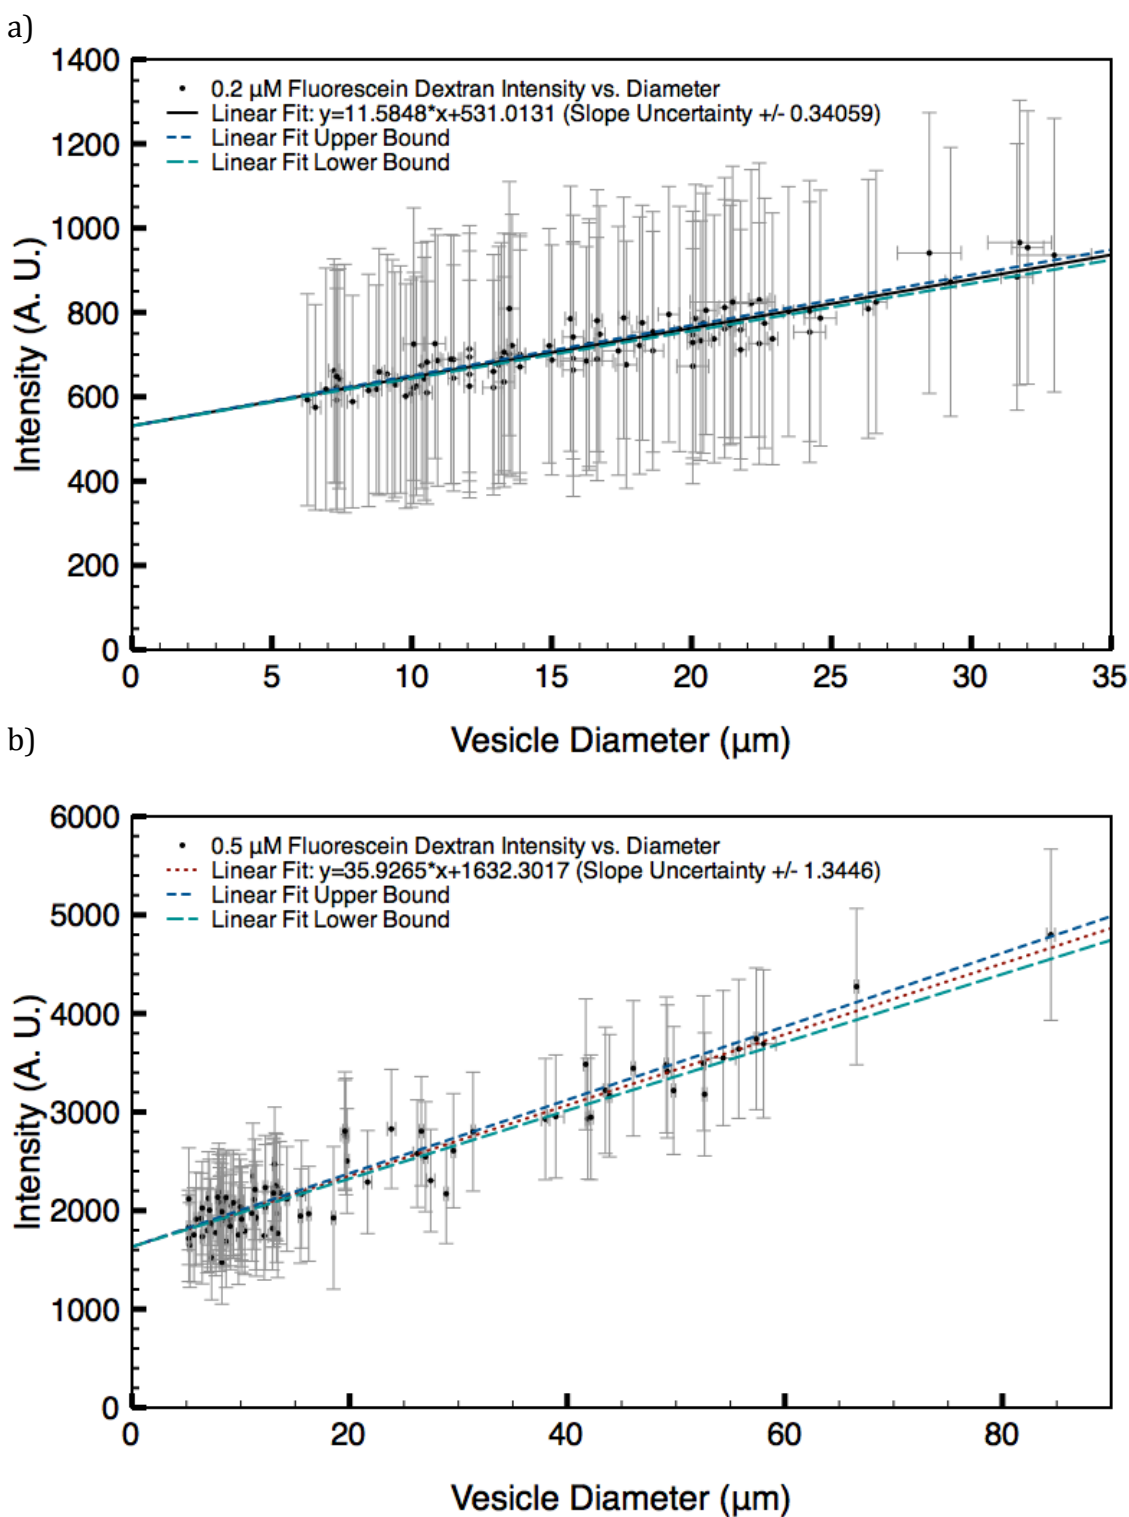 a)
1400
1200
1000
800
600
400
200
0
Intensity (A. U.)
0.2 µM Fluorescein Dextran Intensity vs. Diameter
Linear Fit: y=11.5848*x+531.0131 (Slope Uncertainty +/- 0.34059)
Linear Fit Upper Bound
Linear Fit Lower Bound
0 5 10 15 20 25 30 35
Vesicle Diameter (µm)
b)
6000
5000
4000
3000
2000
1000
0
Intensity (A. U.)
0.5 µM Fluorescein Dextran Intensity vs. Diameter
Linear Fit: y=35.9265*x+1632.3017 (Slope Uncertainty +/- 1.3446)
Linear Fit Upper Bound
Linear Fit Lower Bound
0 20 40 60 80
Vesicle Diameter (µm)